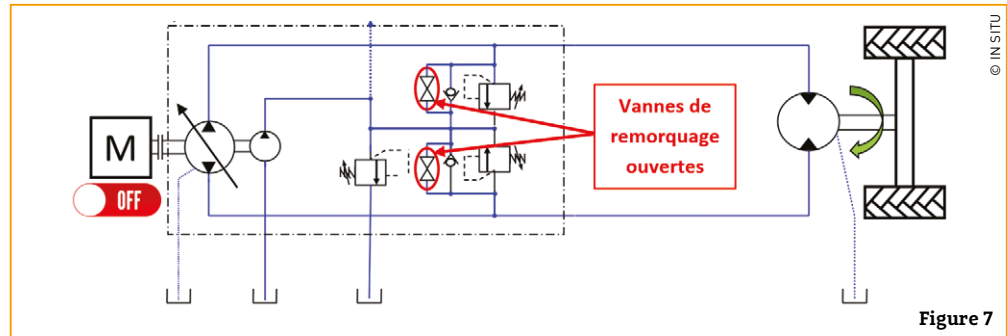 © IN SITU
M
OFF
Vannes de
remorquage
ouvertes
Figure 7